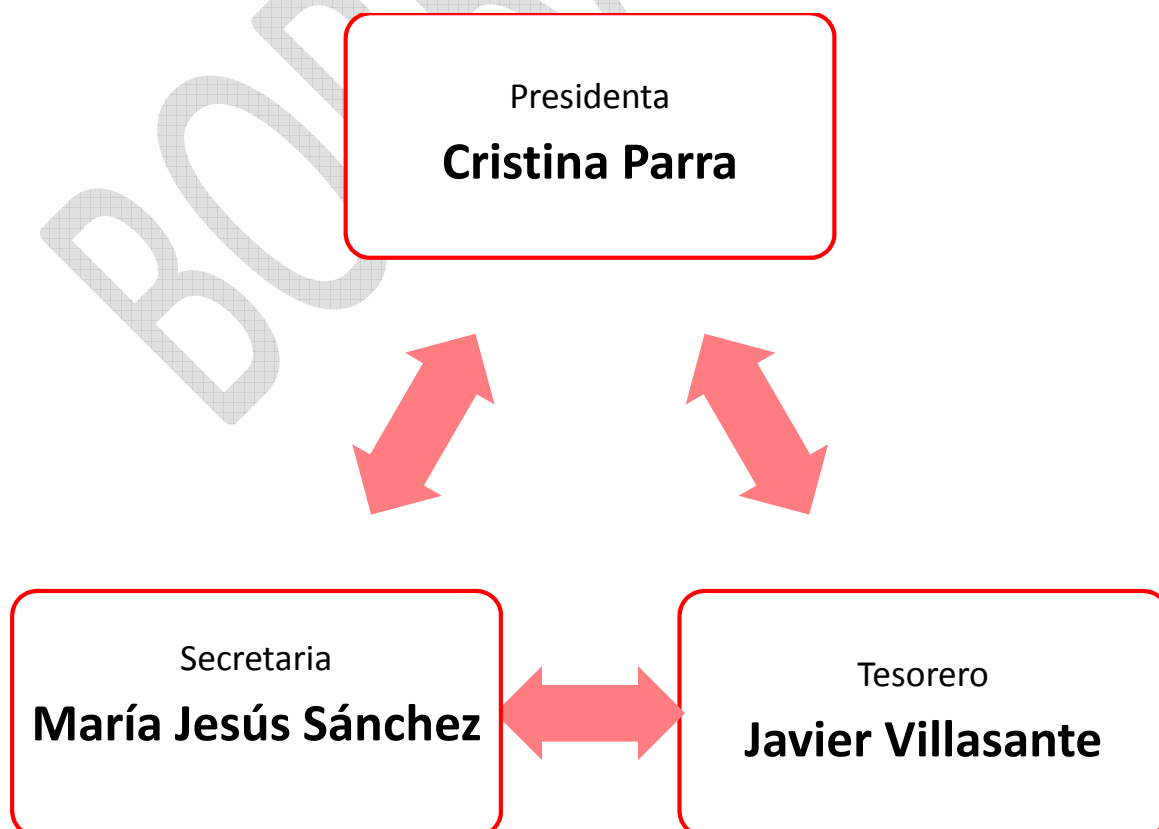 Presidenta
Cristina Parra
Secretaria
María Jesús Sánchez
Tesorero
Javier Villasante